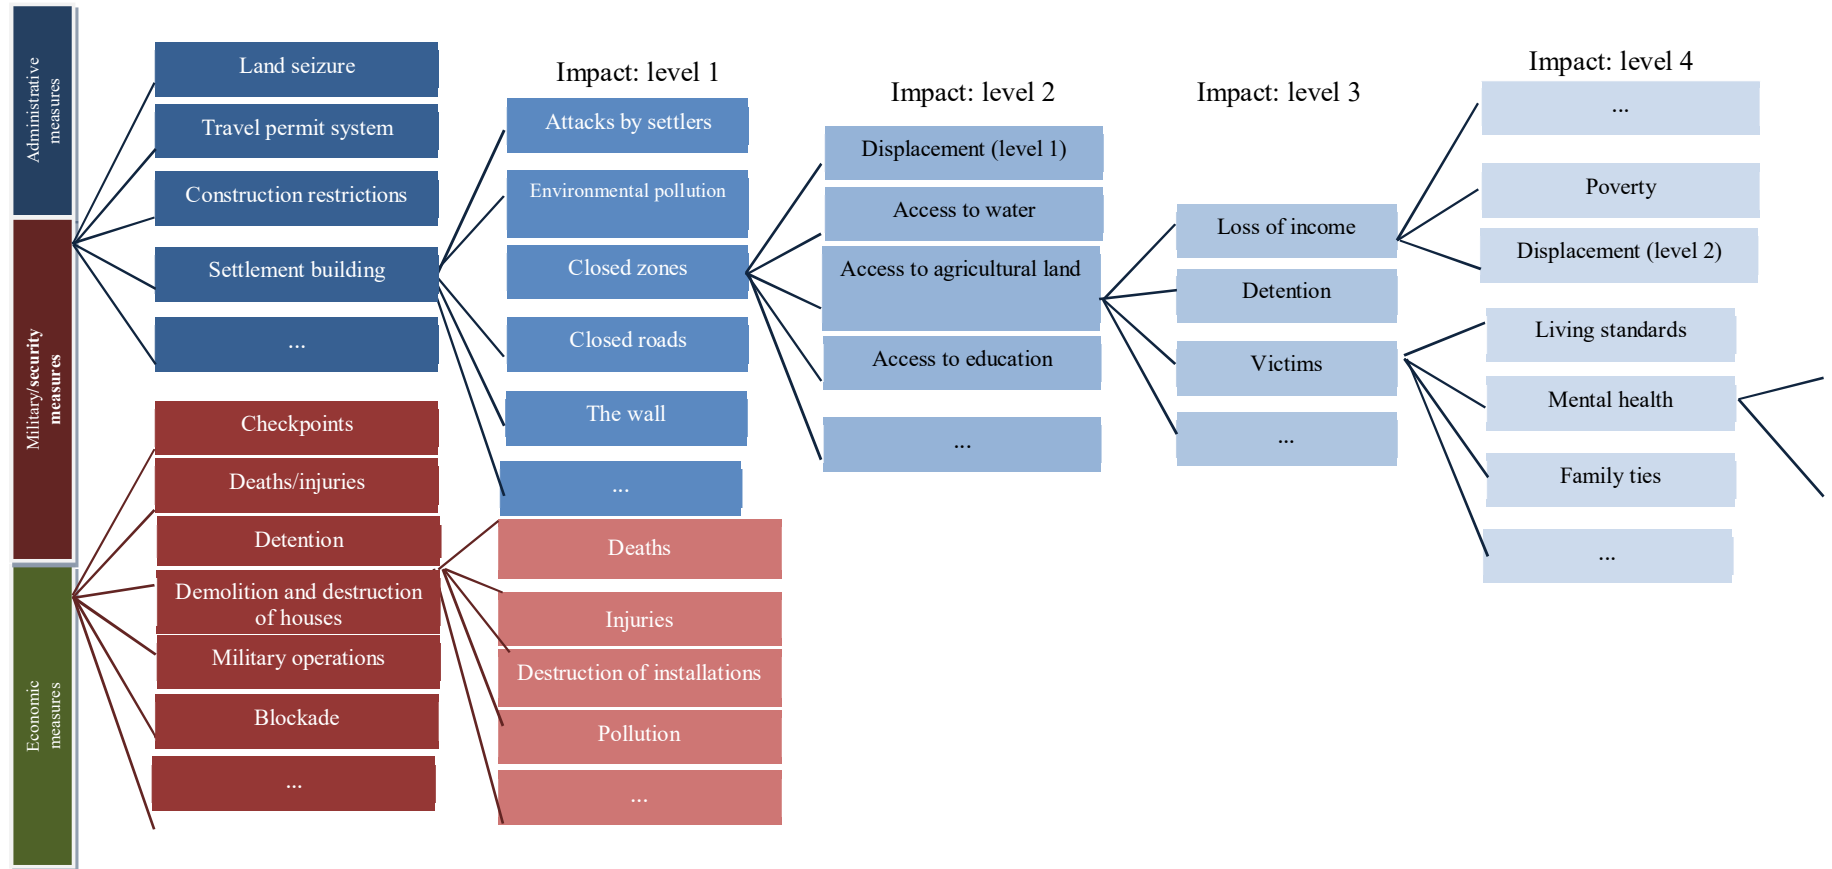 Administrative
measures
Military/security
measures
Economic
measures
Land seizure
Travel permit system
Construction restrictions
Settlement building
...
Checkpoints
Deaths/injuries
Detention
Demolition and destruction
of houses
Military operations
Blockade
...
Impact: level 1
Attacks by settlers
Environmental pollution
Closed zones
Closed roads
The wall
...
Deaths
Injuries
Destruction of installations
Pollution
...
Impact: level 2
Displacement (level 1)
Access to water
Access to agricultural land
Access to education
...
Impact: level 3
Loss of income
Detention
Victims
...
Impact: level 4
...
Poverty
Displacement (level 2)
Living standards
Mental health
Family ties
...